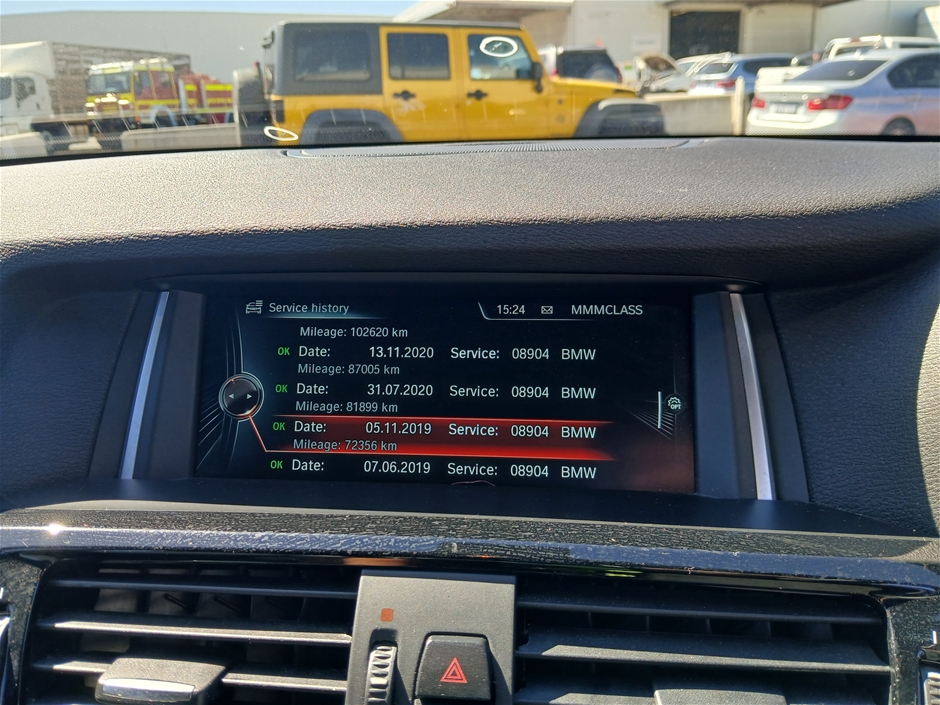 Service history 15:24 MMMCLASS
Mileage: 102620 km
OK Date: 13.11.2020 Service: 08904 BMW
Mileage: 87005 km
OK Date: 31.07.2020 Service: 08904 BMW
Mileage: 81899 km
OK Date: 05.11.2019 Service: 08904 BMW
Mileage: 72356 km
OK Date: 07.06.2019 Service: 08904 BMW
OPT